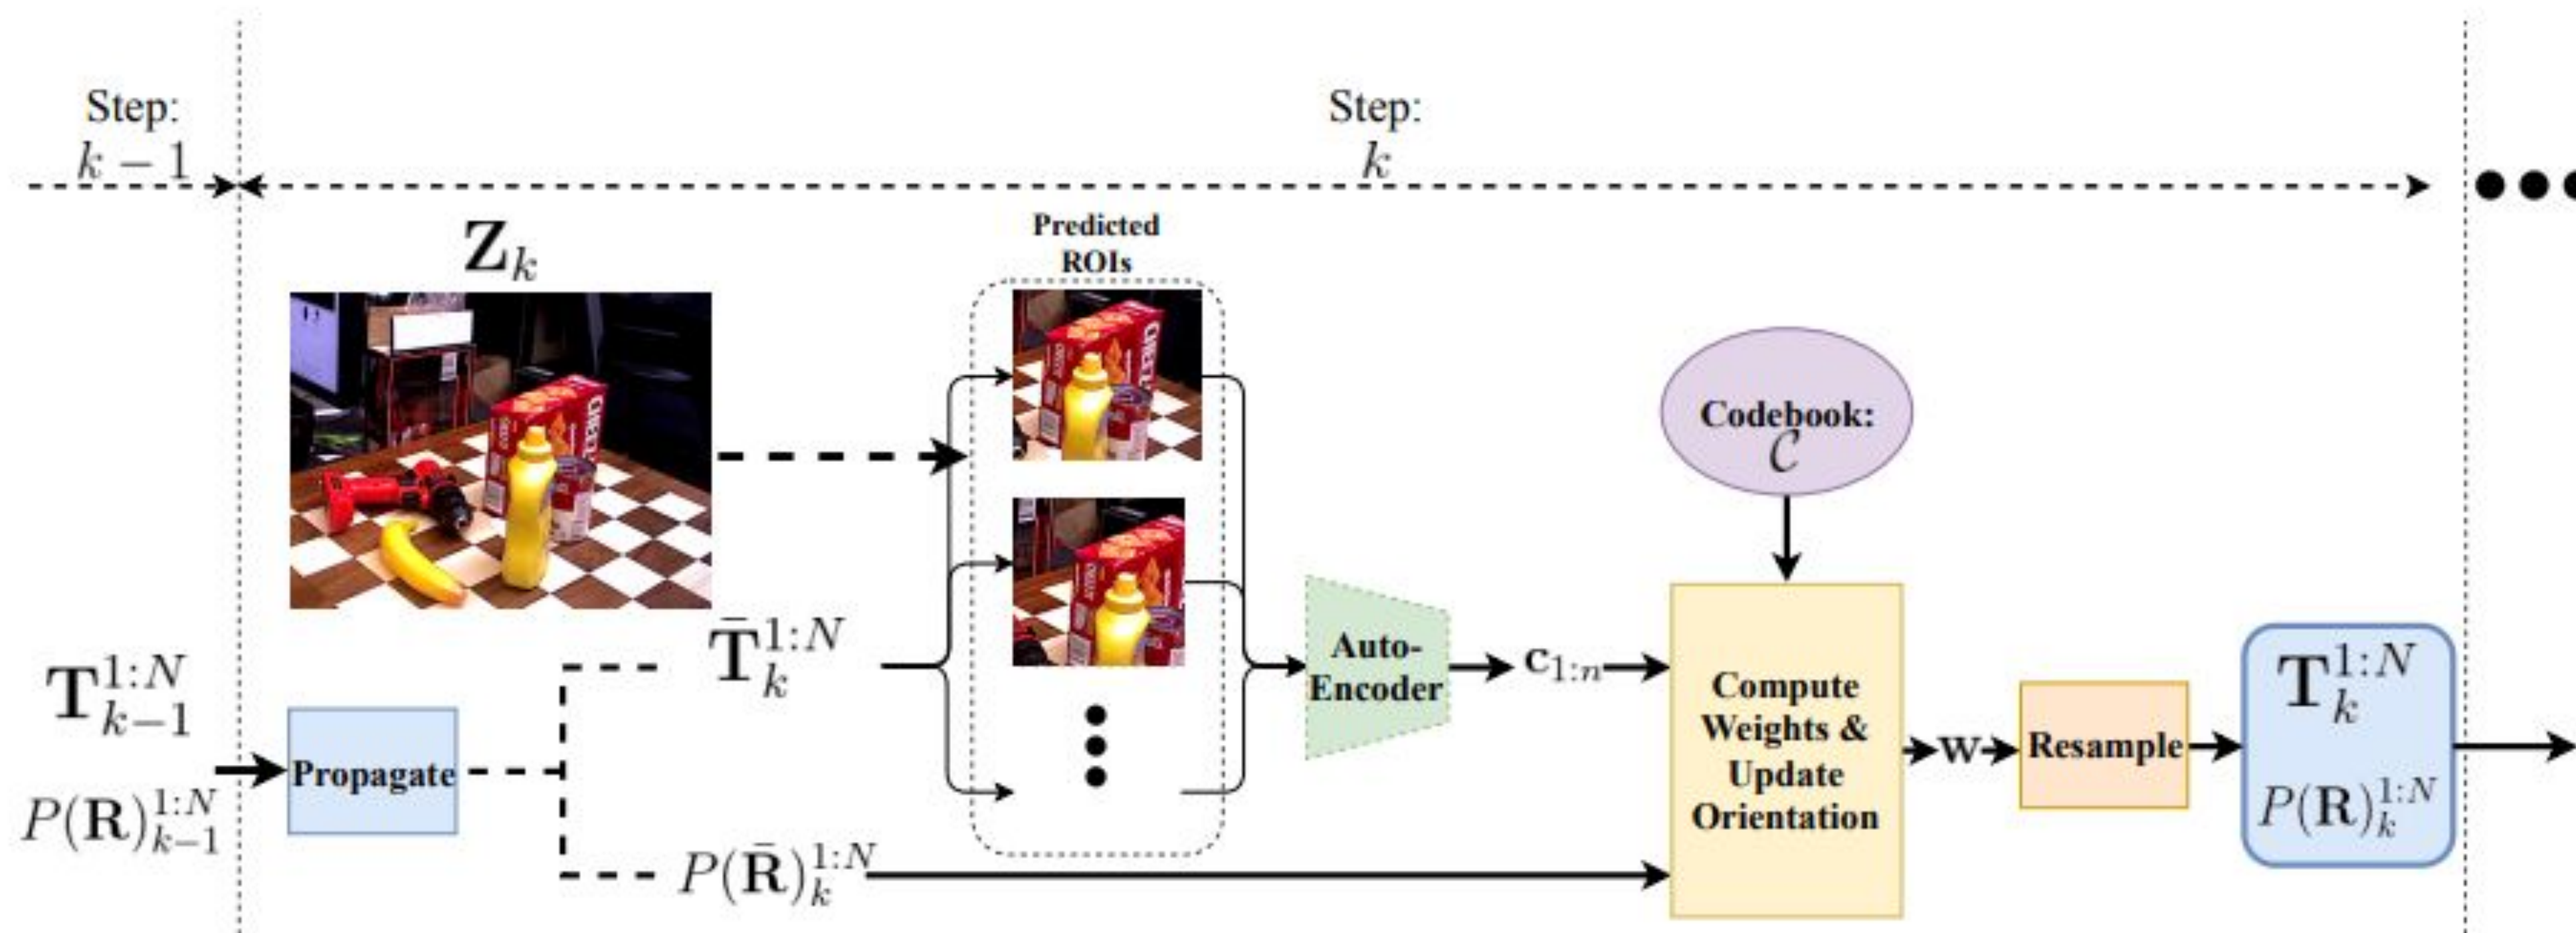 Step:
k − 1
Step:
k
Z_k
Predicted
ROIs
CHEEZ
Codebook:
𝒞
T̄_k^{1:N}
Auto-
Encoder
c_{1:n}
Compute
Weights &
Update
Orientation
w
Resample
T_k^{1:N}
P(R)_k^{1:N}
T_{k−1}^{1:N}
P(R)_{k−1}^{1:N}
Propagate
P(R̄)_k^{1:N}